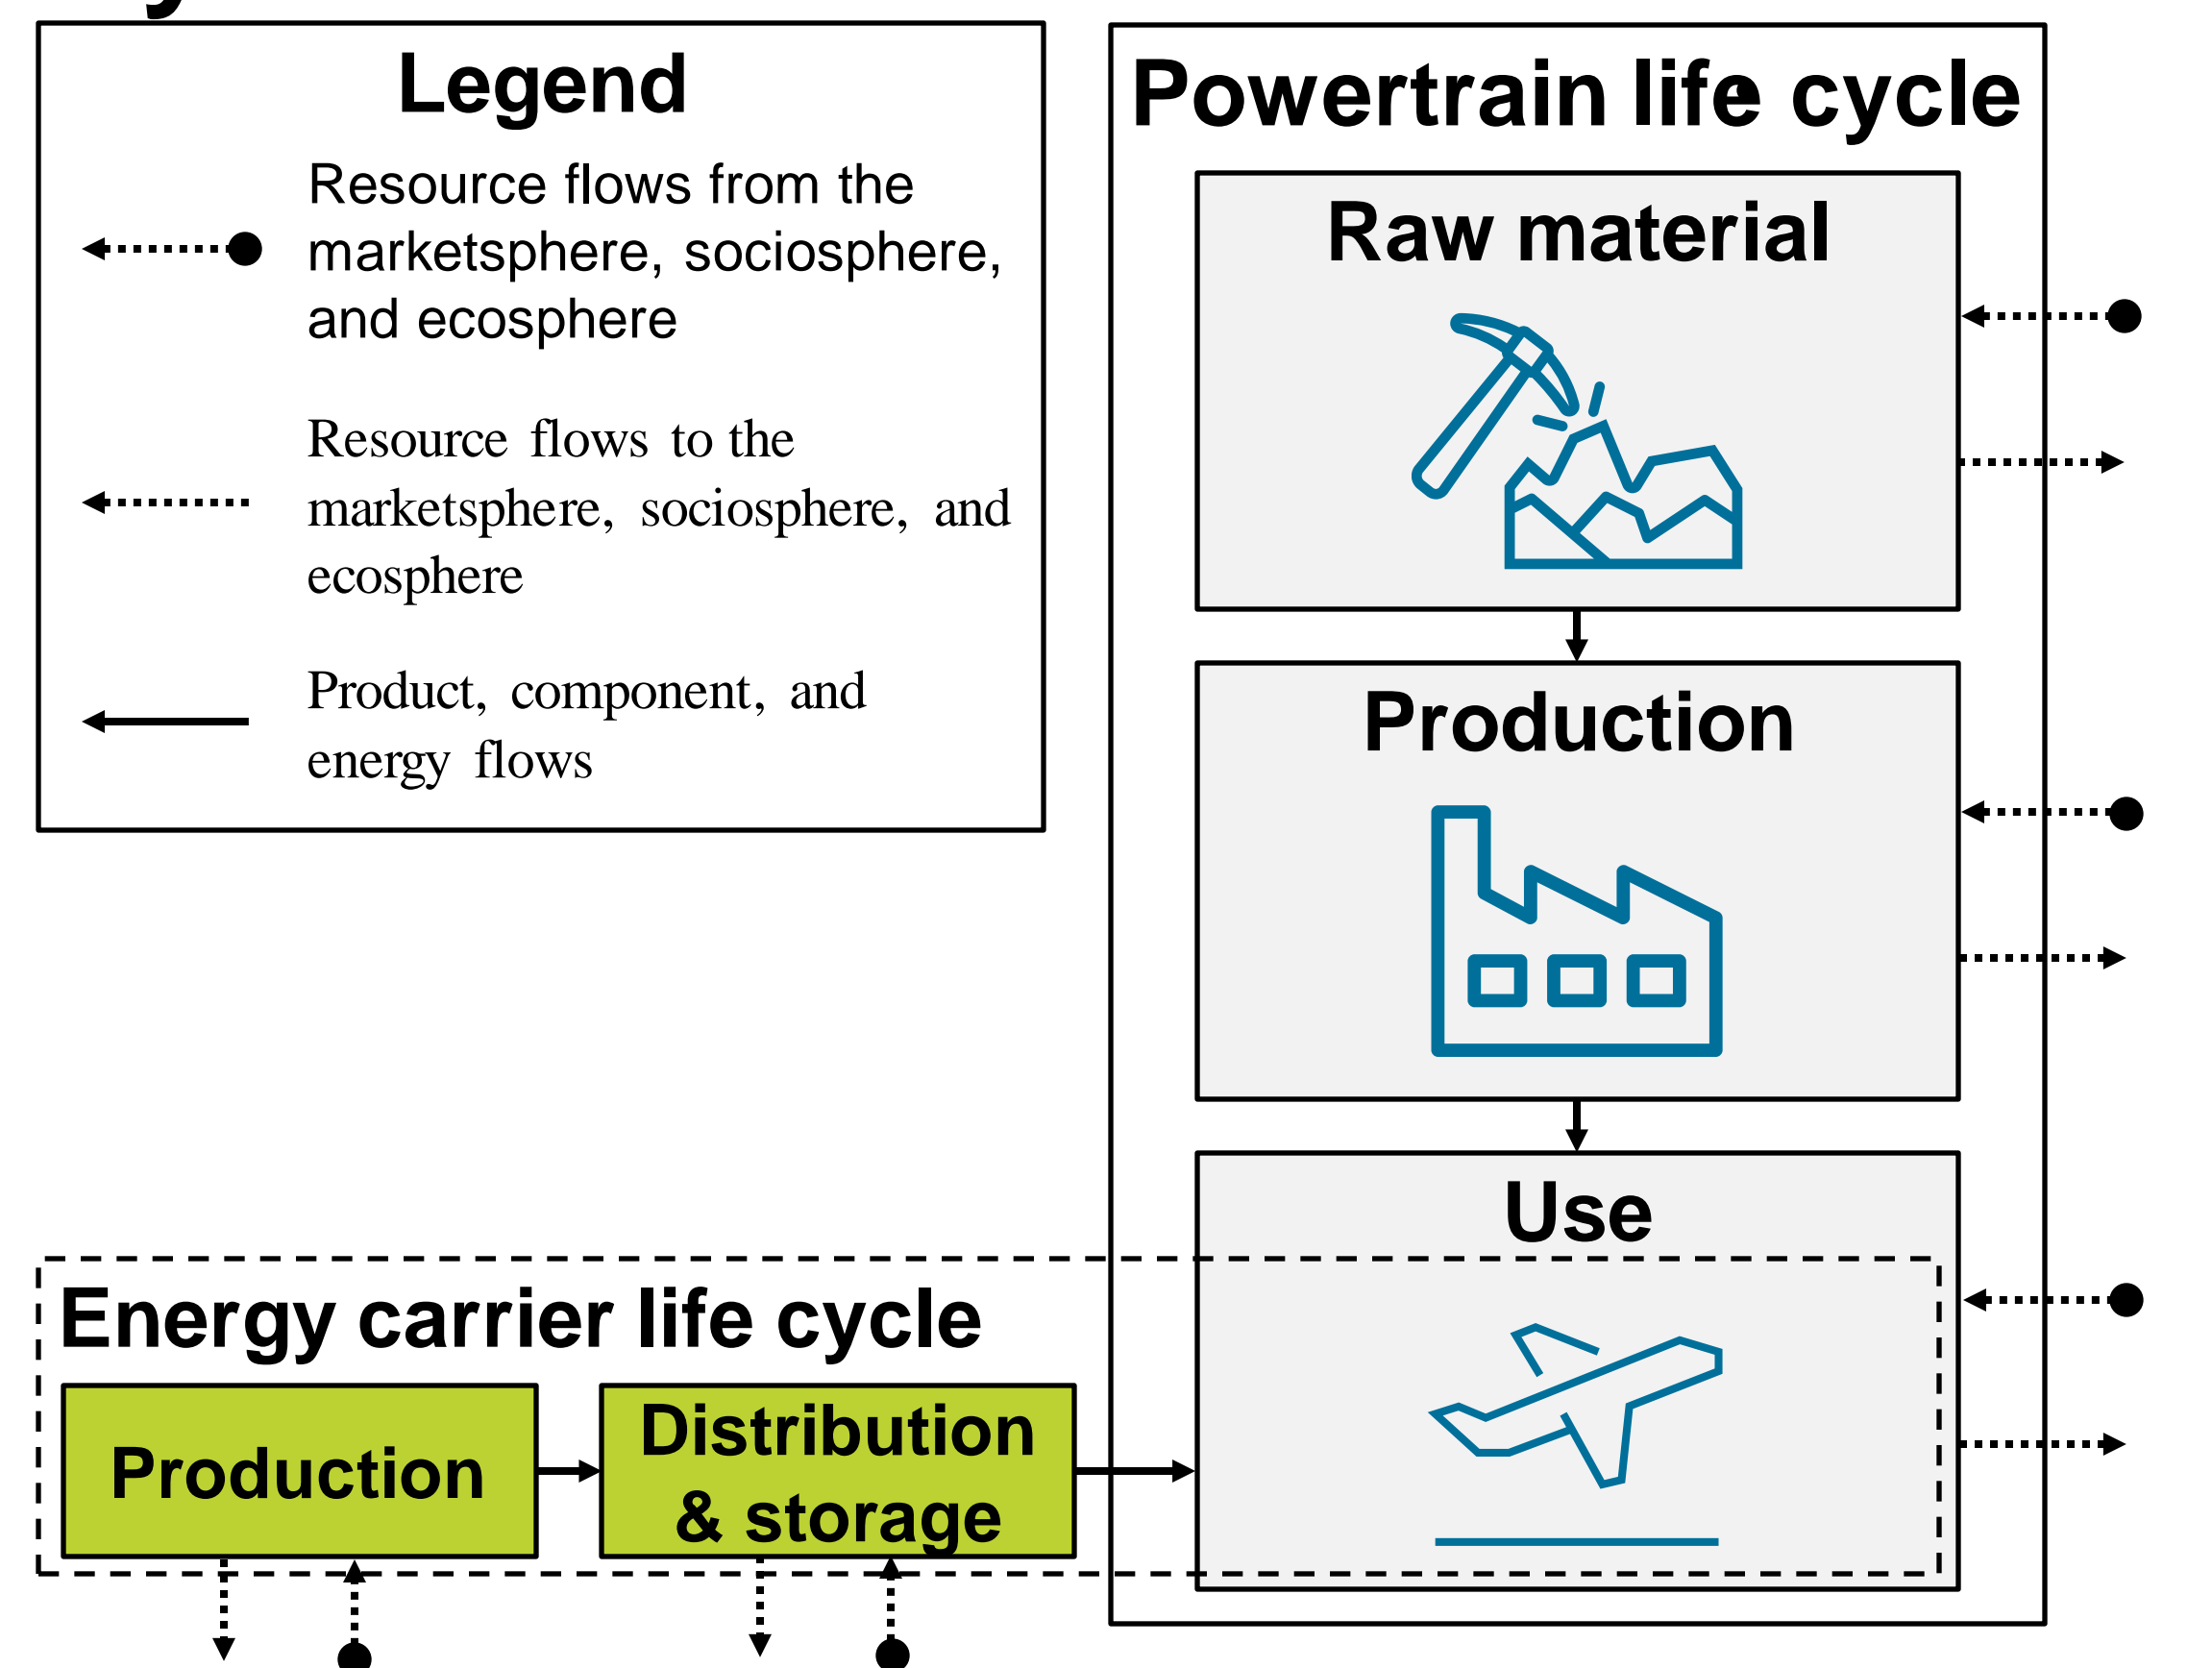 Legend
Resource flows from the
marketsphere, sociosphere,
and ecosphere
Resource flows to the
marketsphere, sociosphere, and
ecosphere
Product, component, and
energy flows
Powertrain life cycle
Raw material
Production
Use
Energy carrier life cycle
Production
Distribution
& storage